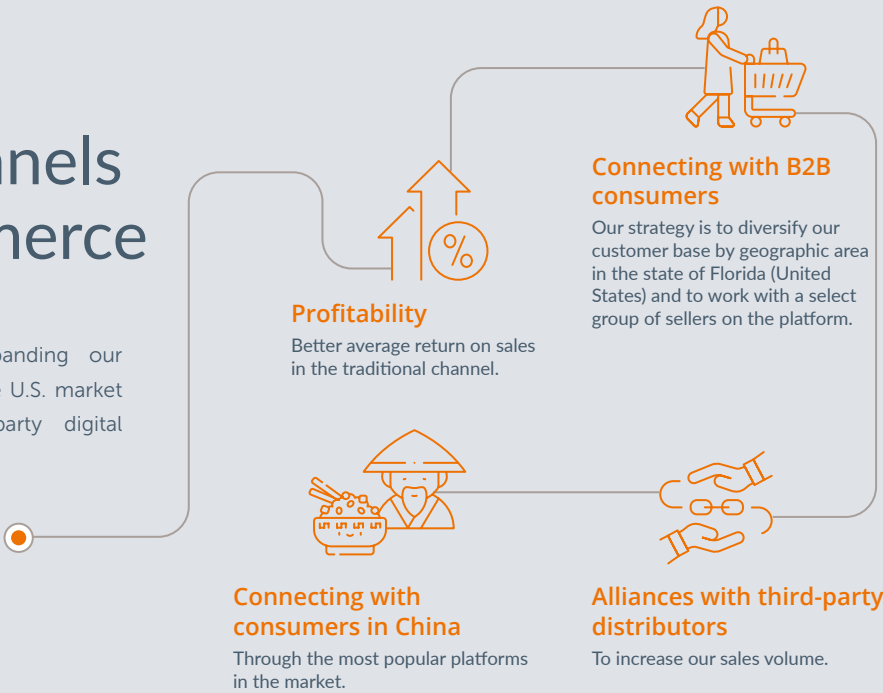 nnels
merce
panding our
U.S. market
party digital
Profitability
Better average return on sales
in the traditional channel.
Connecting with B2B
consumers
Our strategy is to diversify our
customer base by geographic area
in the state of Florida (United
States) and to work with a select
group of sellers on the platform.
%
Connecting with
consumers in China
Through the most popular platforms
in the market.
Alliances with third-party
distributors
To increase our sales volume.